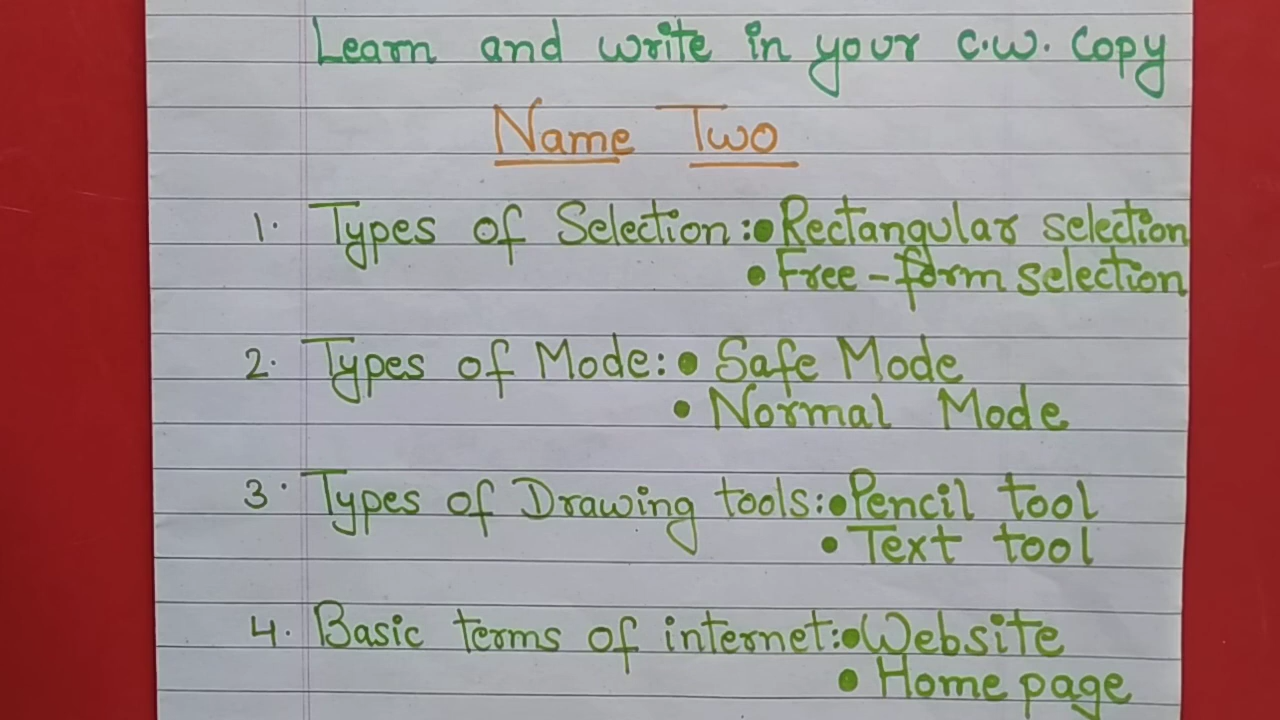 Learn and write in your c.w. copy
Name Two
1. Types of Selection :• Rectangular selection
• Free-form selection
2. Types of Mode: • Safe Mode
• Normal Mode
3. Types of Drawing tools:• Pencil tool
• Text tool
4. Basic terms of internet:• Website
• Home page